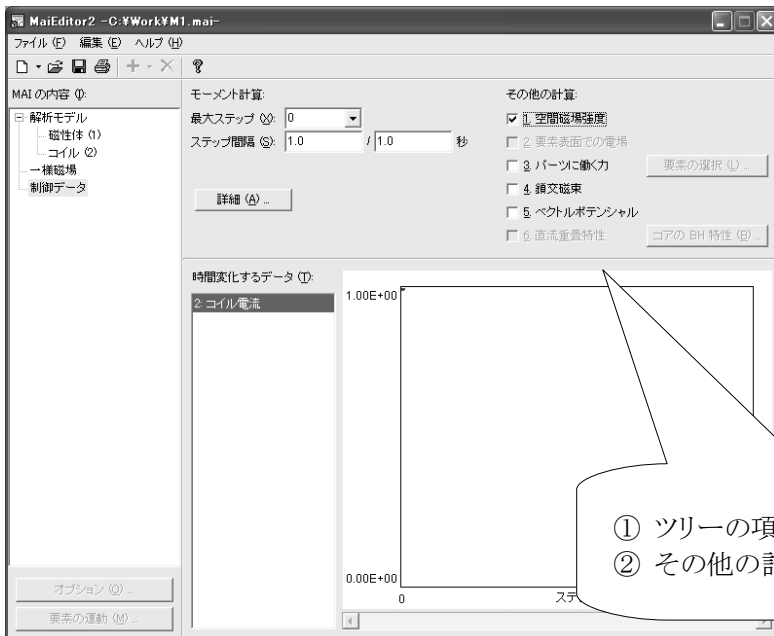 MaiEditor2 -C:¥Work¥M1.mai-
ファイル (F) 編集 (E) ヘルプ (H)
MAI の内容 (I):
解析モデル
磁性体 (1)
コイル (2)
一様磁場
制御データ
オプション (O) ...
要素の運動 (M) ...
モーメント計算:
最大ステップ (X): 0
ステップ間隔 (S): 1.0 / 1.0 秒
詳細 (A) ...
その他の計算:
1. 空間磁場強度
2. 要素表面での電場
3. パーツに働く力 要素の選択 (L) ...
4. 鎖交磁束
5. ベクトルポテンシャル
6. 直流重畳特性 コアの BH 特性 (B) ...
時間変化するデータ (T):
2: コイル電流
1.00E+00
0.00E+00
0
ステ
① ツリーの項
② その他の